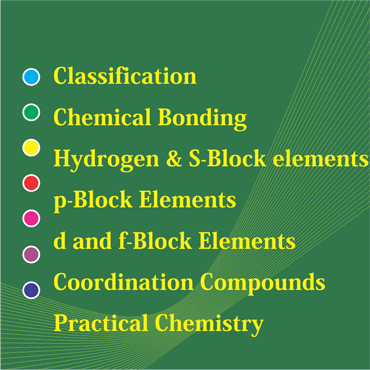 Classification
Chemical Bonding
Hydrogen & S-Block elements
p-Block Elements
d and f-Block Elements
Coordination Compounds
Practical Chemistry